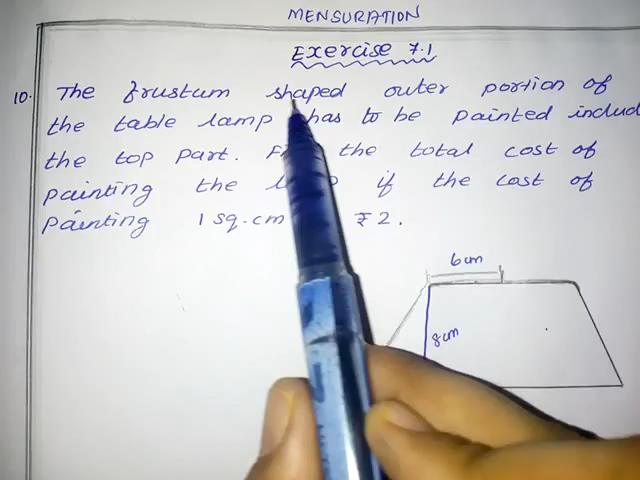 MENSURATION
Exercise 7.1
10. The frustum shaped outer portion of
the table lamp has to be painted includ
the top part. the total cost of
painting the if the cost of
painting 1 sq.cm ₹2.
6cm
8cm